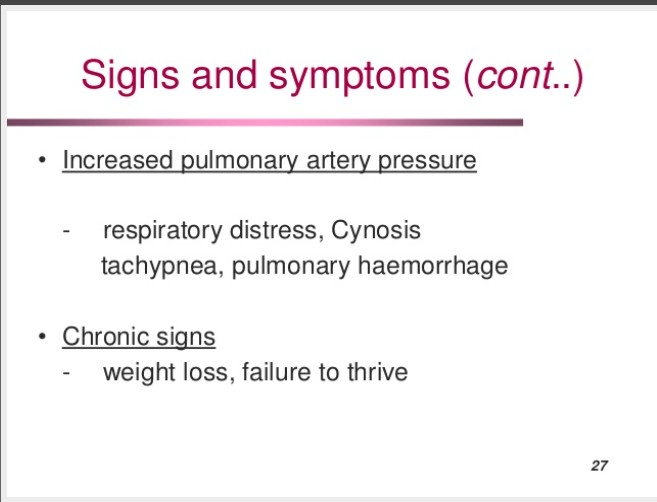 Signs and symptoms (cont..)
• Increased pulmonary artery pressure
- respiratory distress, Cynosis
tachypnea, pulmonary haemorrhage
• Chronic signs
- weight loss, failure to thrive
27